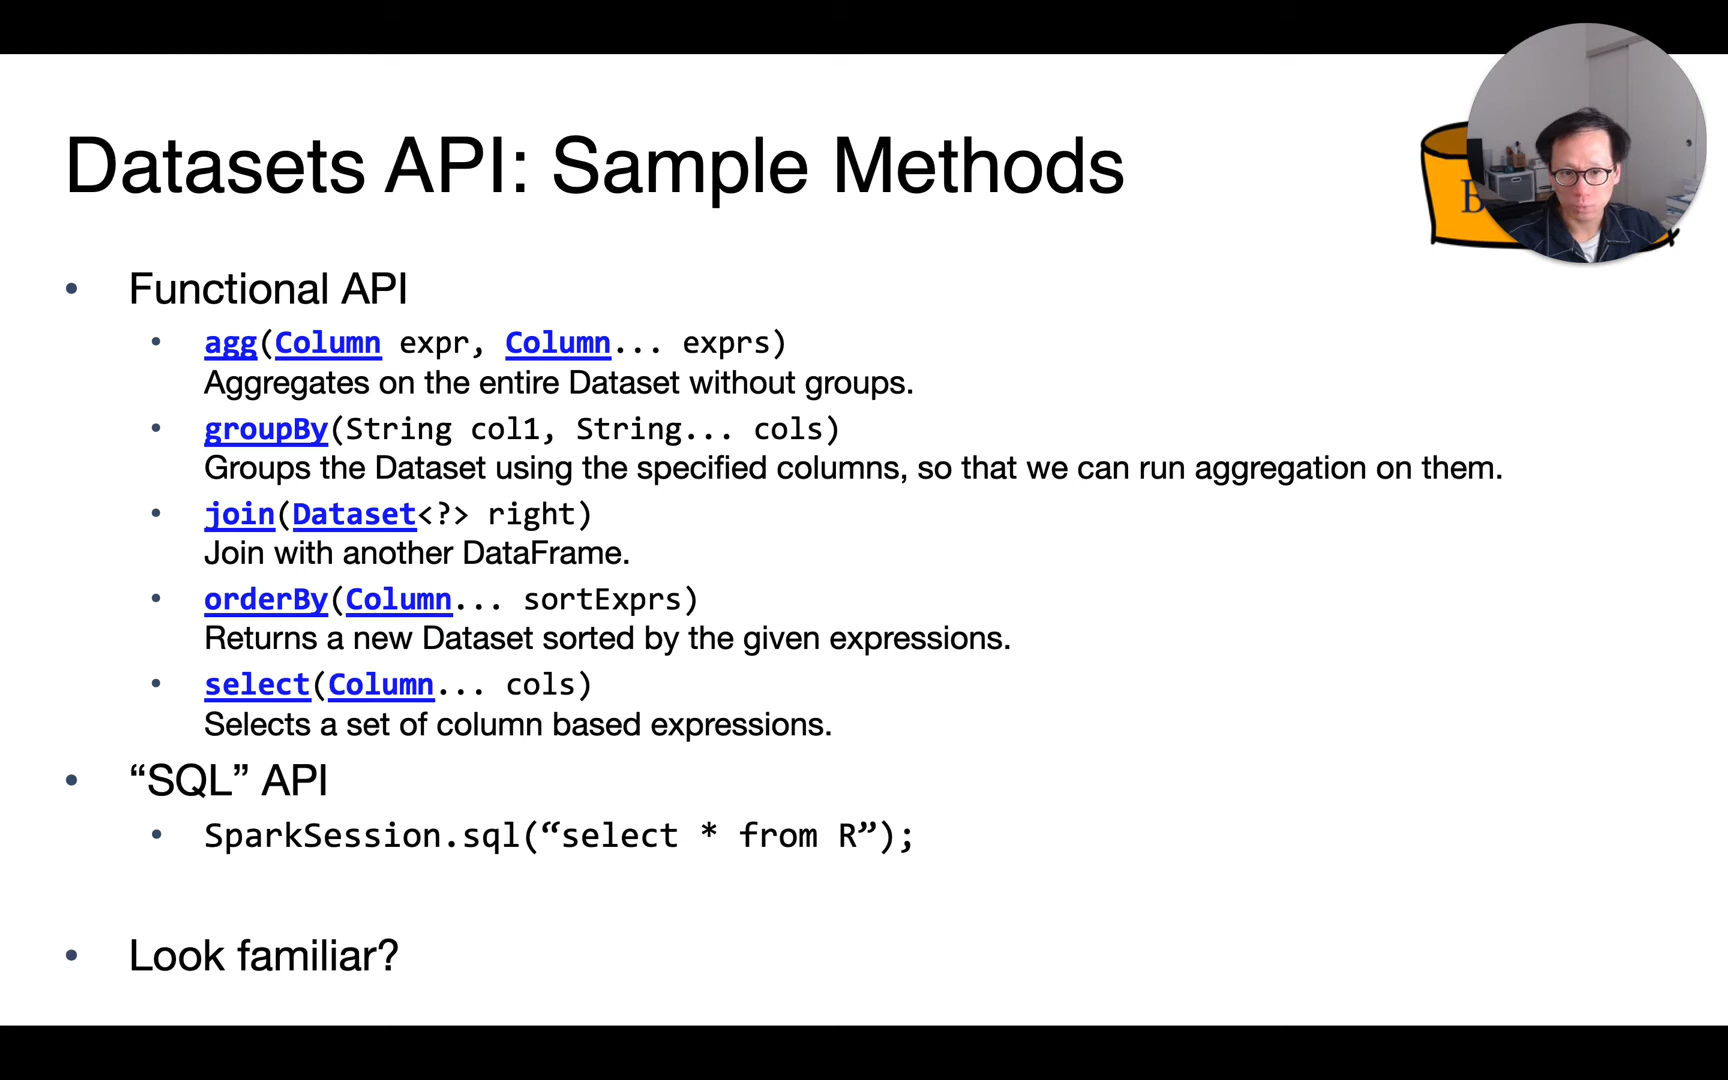 Datasets API: Sample Methods
• Functional API
• agg(Column expr, Column... exprs)
Aggregates on the entire Dataset without groups.
• groupBy(String col1, String... cols)
Groups the Dataset using the specified columns, so that we can run aggregation on them.
• join(Dataset<?> right)
Join with another DataFrame.
• orderBy(Column... sortExprs)
Returns a new Dataset sorted by the given expressions.
• select(Column... cols)
Selects a set of column based expressions.
• “SQL” API
• SparkSession.sql(“select * from R”);
• Look familiar?